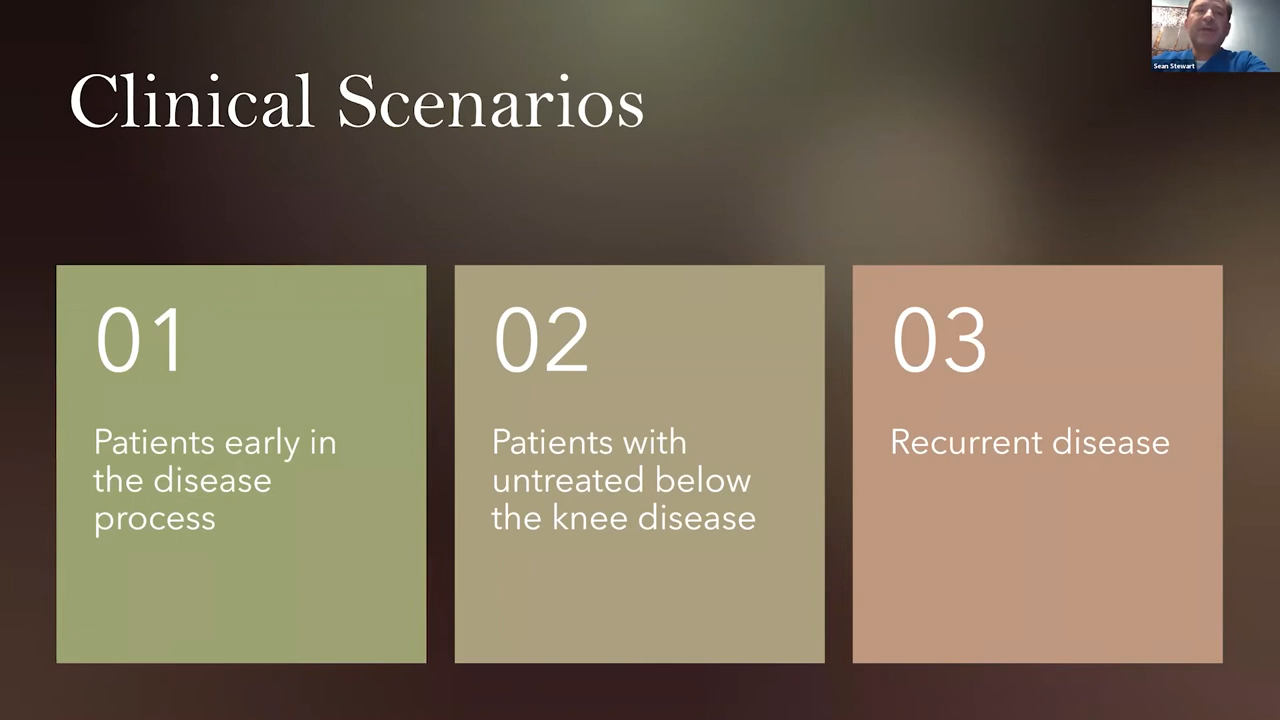 Sean Stewart
Clinical Scenarios
01
Patients early in
the disease
process
02
Patients with
untreated below
the knee disease
03
Recurrent disease